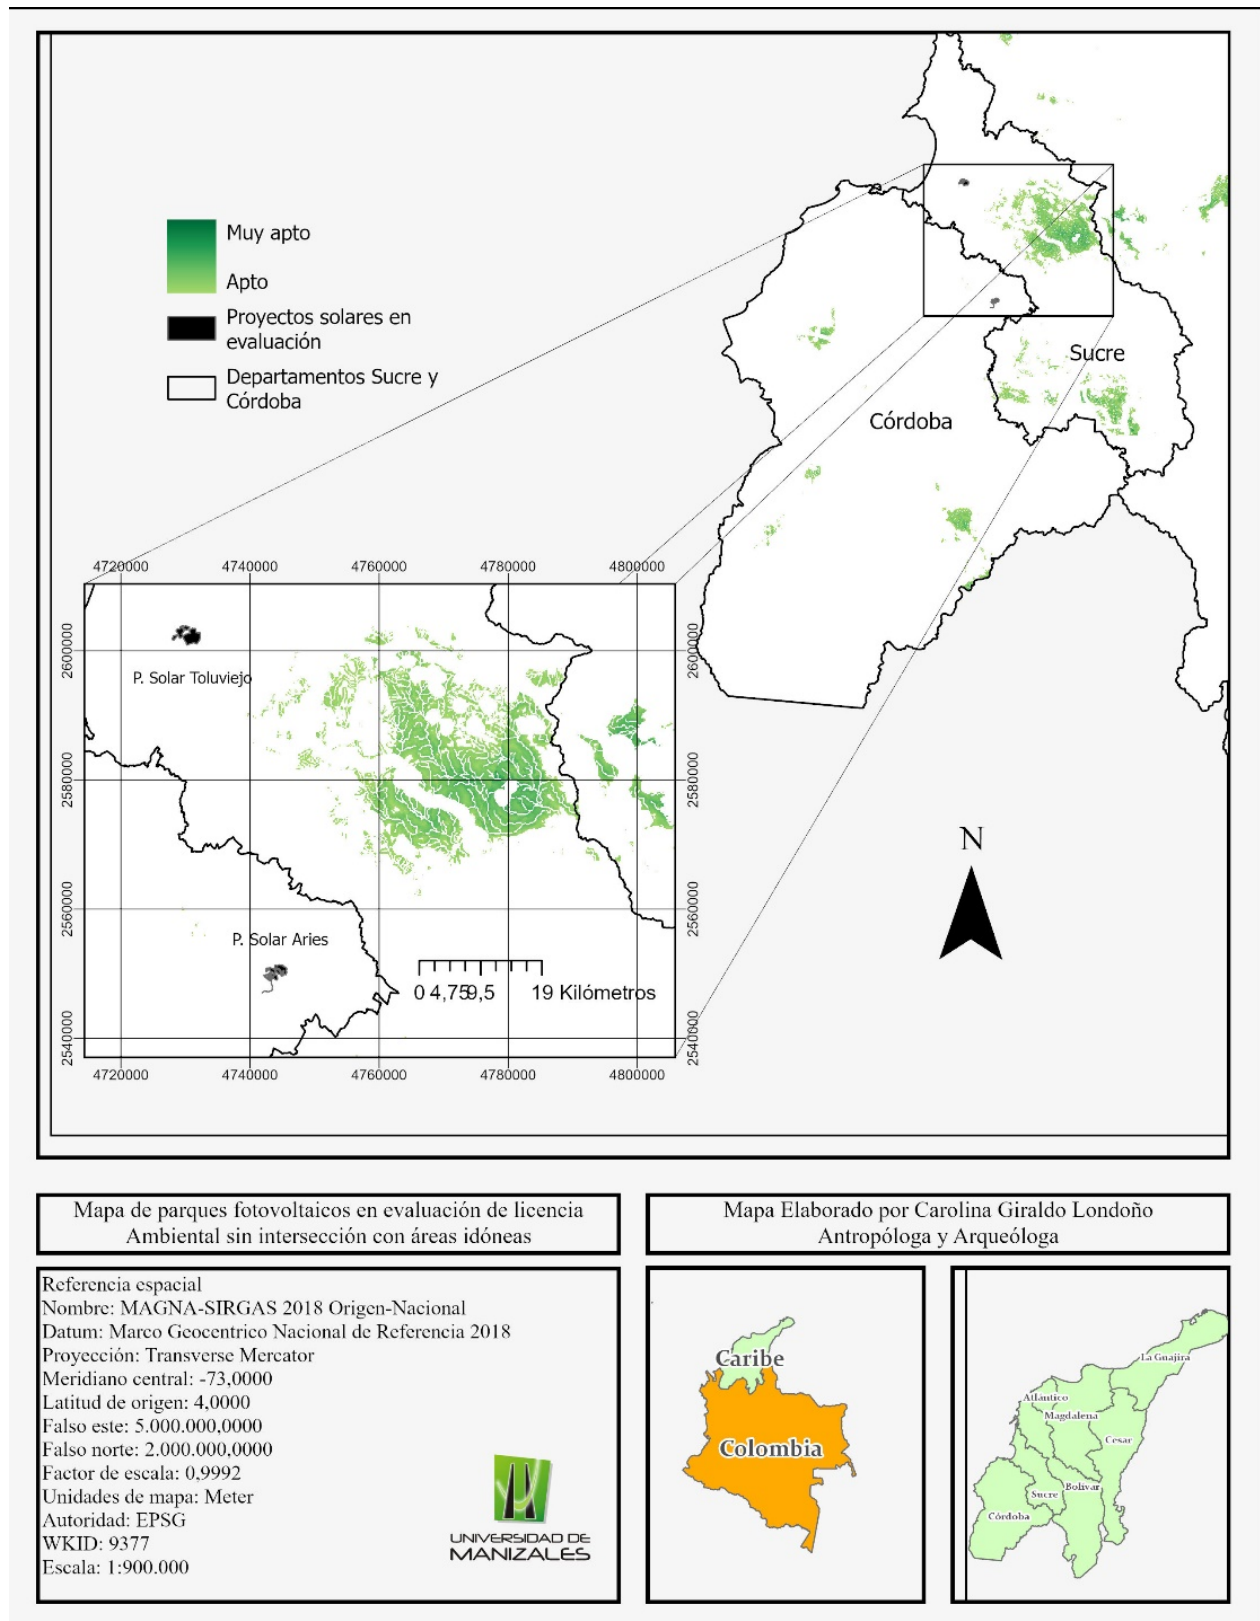 Muy apto
Apto
Proyectos solares en
evaluación
Departamentos Sucre y
Córdoba
Sucre
Córdoba
4720000 4740000 4760000 4780000 4800000
2600000
2600000
P. Solar Toluviejo
2580000
2580000
2560000
2560000
P. Solar Aries
0 4,75 9,5 19 Kilómetros
2540000
2540000
4720000 4740000 4760000 4780000 4800000
N
Mapa de parques fotovoltaicos en evaluación de licencia
Ambiental sin intersección con áreas idóneas
Mapa Elaborado por Carolina Giraldo Londoño
Antropóloga y Arqueóloga
Referencia espacial
Nombre: MAGNA-SIRGAS 2018 Origen-Nacional
Datum: Marco Geocentrico Nacional de Referencia 2018
Proyección: Transverse Mercator
Meridiano central: -73,0000
Latitud de origen: 4,0000
Falso este: 5.000.000,0000
Falso norte: 2.000.000,0000
Factor de escala: 0,9992
Unidades de mapa: Meter
Autoridad: EPSG
WKID: 9377
Escala: 1:900.000
UNIVERSIDAD DE
MANIZALES
Caribe
Colombia
La Guajira
Atlántico
Magdalena
Cesar
Bolívar
Sucre
Córdoba